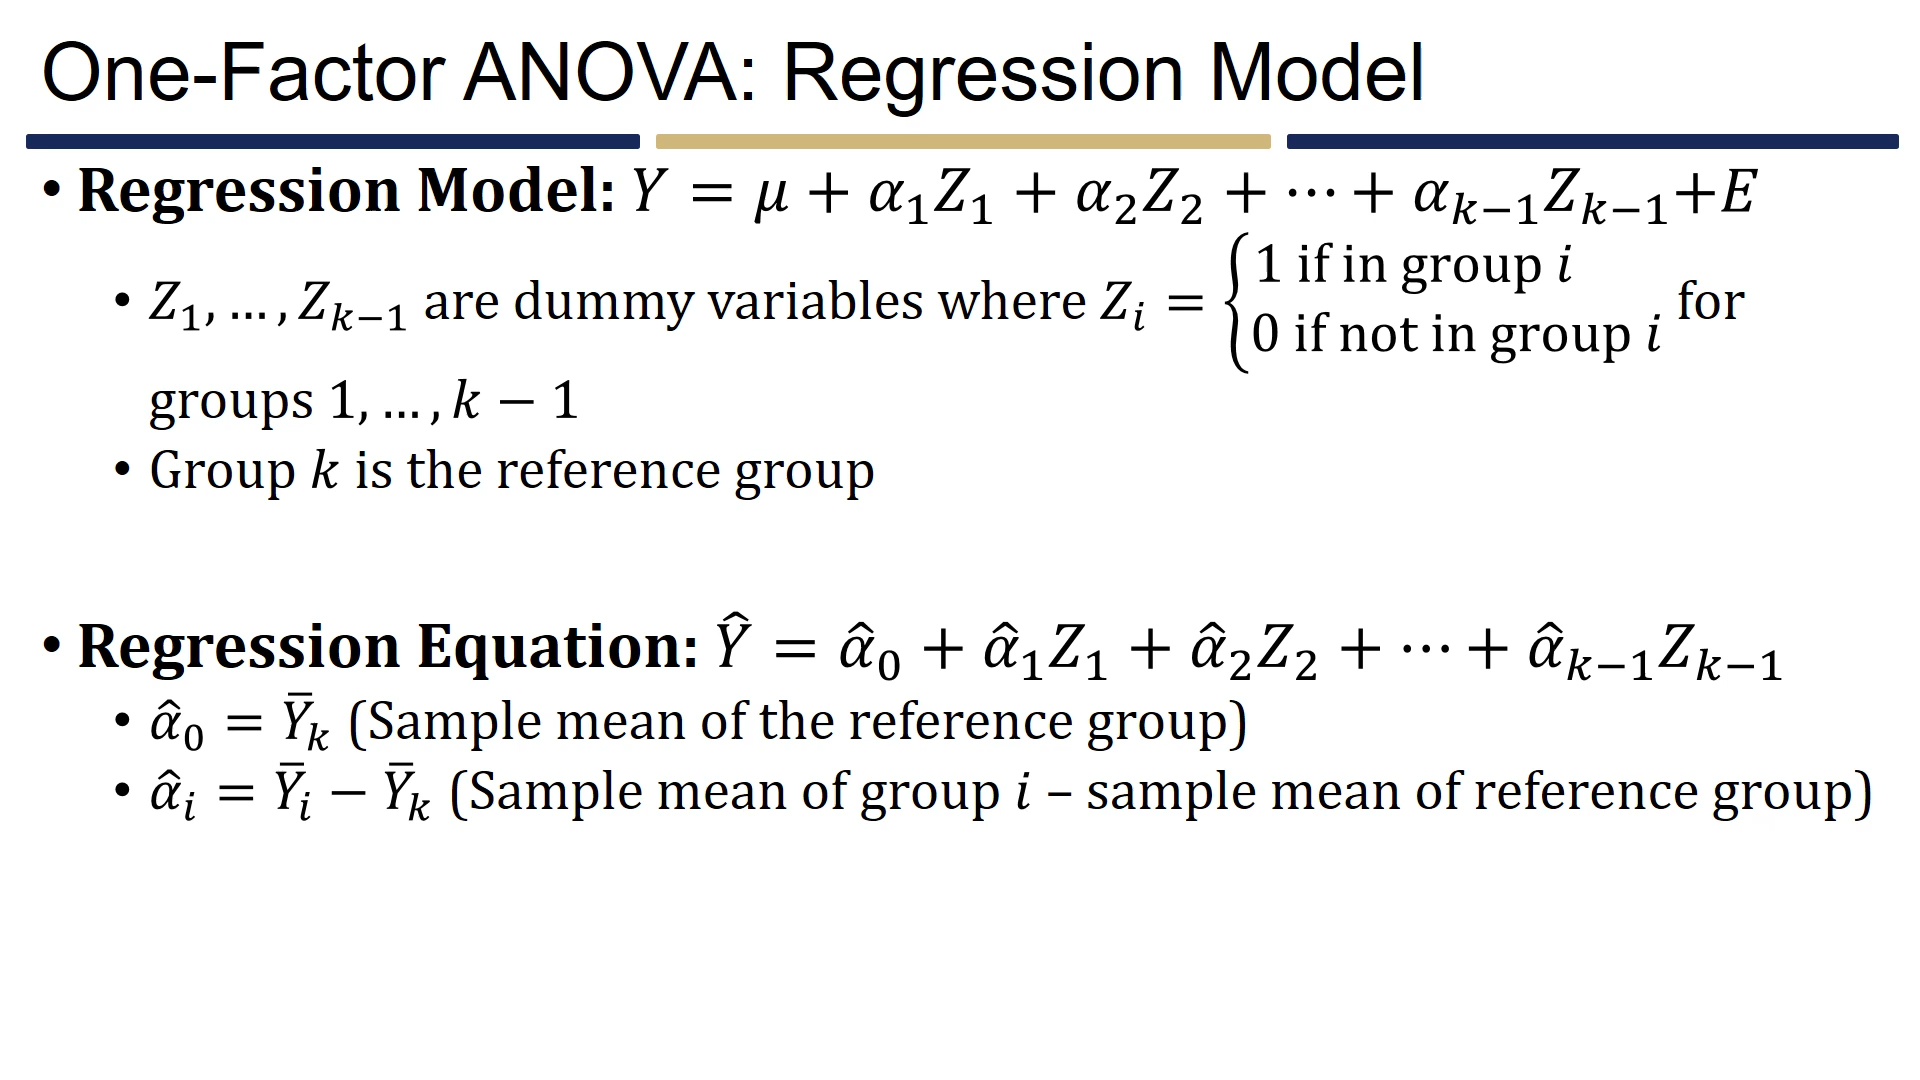 One-Factor ANOVA: Regression Model
• Regression Model: 𝑌 = 𝜇 + 𝛼₁𝑍₁ + 𝛼₂𝑍₂ + ⋯ + 𝛼ₖ₋₁𝑍ₖ₋₁+𝐸
• 𝑍₁, … , 𝑍ₖ₋₁ are dummy variables where 𝑍ᵢ = { 1 if in group 𝑖 for
0 if not in group 𝑖
groups 1, … , 𝑘 − 1
• Group 𝑘 is the reference group
• Regression Equation: Ŷ = α̂₀ + α̂₁𝑍₁ + α̂₂𝑍₂ + ⋯ + α̂ₖ₋₁𝑍ₖ₋₁
• α̂₀ = Ȳₖ (Sample mean of the reference group)
• α̂ᵢ = Ȳᵢ − Ȳₖ (Sample mean of group 𝑖 – sample mean of reference group)